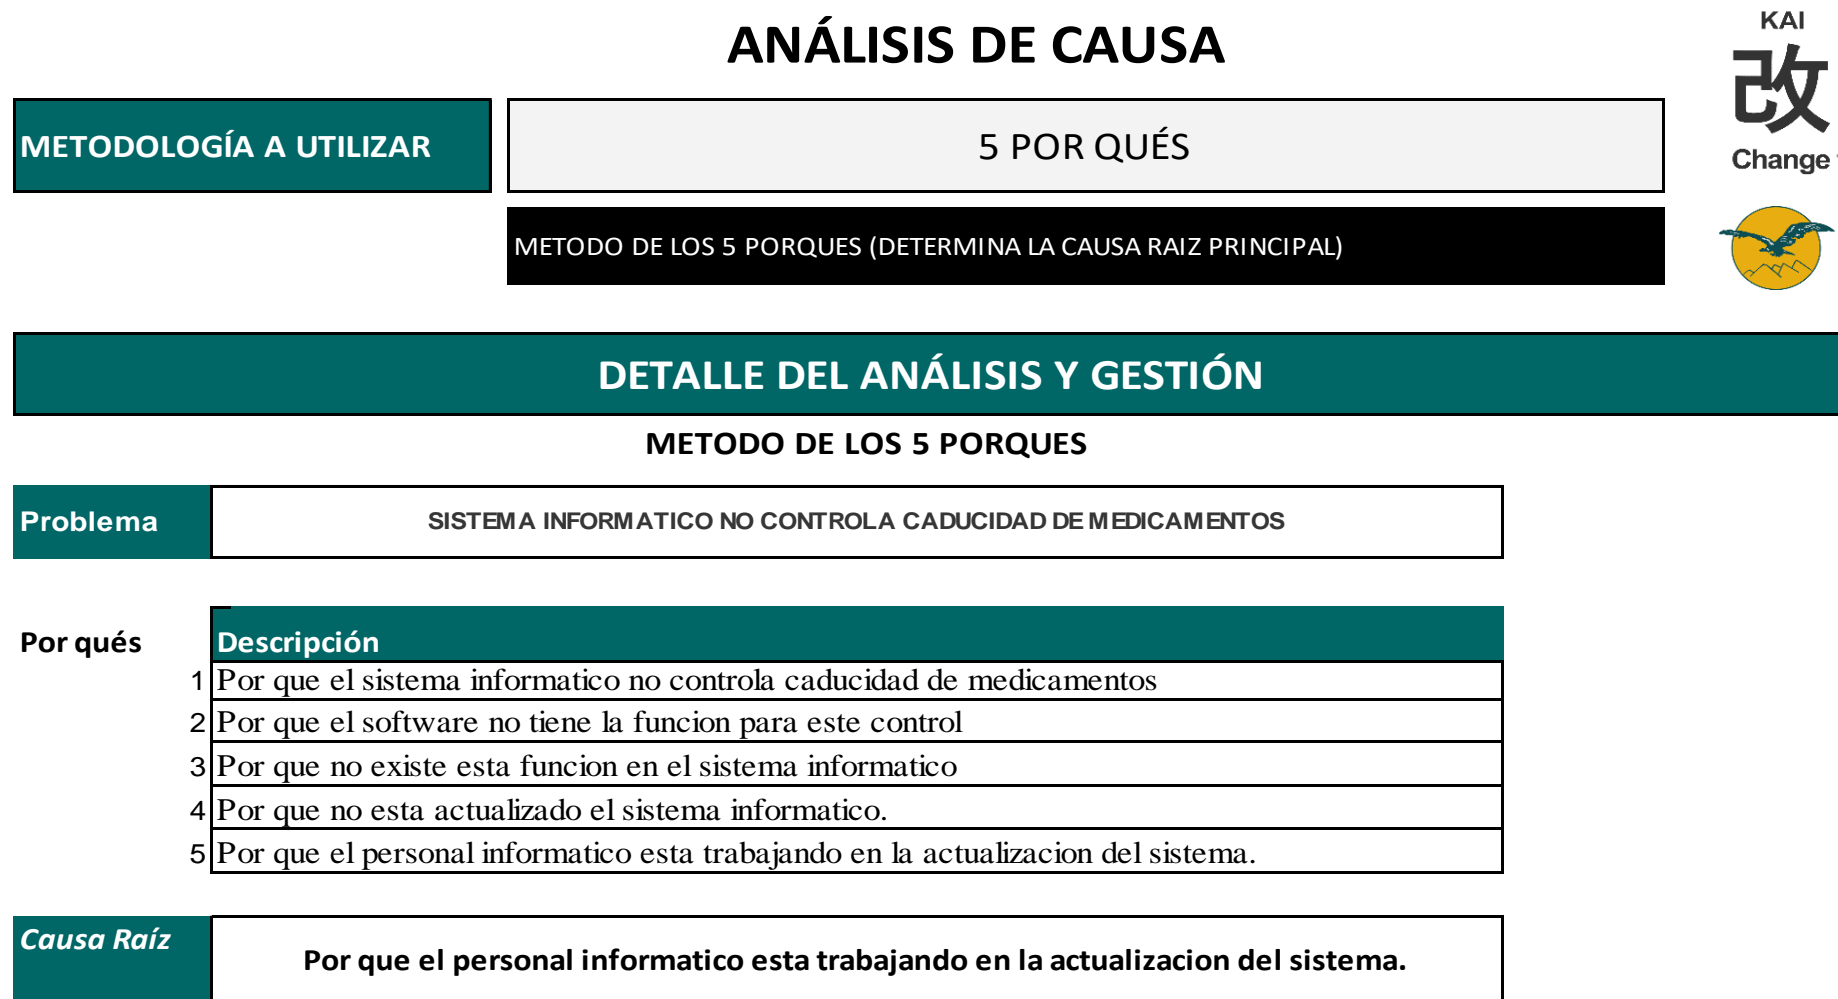 ANÁLISIS DE CAUSA
KAI
改
Change
METODOLOGÍA A UTILIZAR
5 POR QUÉS
METODO DE LOS 5 PORQUES (DETERMINA LA CAUSA RAIZ PRINCIPAL)
DETALLE DEL ANÁLISIS Y GESTIÓN
METODO DE LOS 5 PORQUES
Problema
SISTEMA INFORMATICO NO CONTROLA CADUCIDAD DE MEDICAMENTOS
Por qués Descripción
1 Por que el sistema informatico no controla caducidad de medicamentos
2 Por que el software no tiene la funcion para este control
3 Por que no existe esta funcion en el sistema informatico
4 Por que no esta actualizado el sistema informatico.
5 Por que el personal informatico esta trabajando en la actualizacion del sistema.
Causa Raíz
Por que el personal informatico esta trabajando en la actualizacion del sistema.